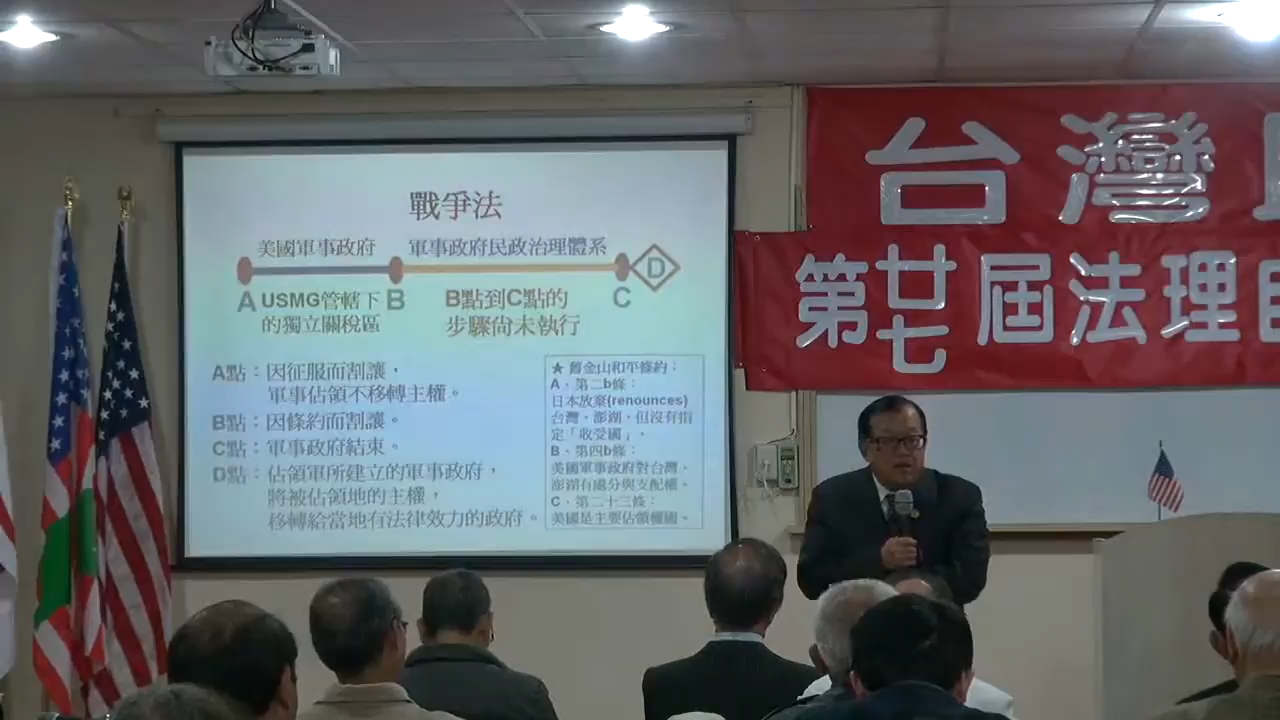 戰爭法
美國軍事政府 軍事政府民政治理體系
A B C D
USMG管轄下
的獨立關稅區
B點到C點的
步驟尚未執行
A點：因征服而割讓，
軍事佔領不移轉主權。
B點：因條約而割讓。
C點：軍事政府結束。
D點：佔領軍所建立的軍事政府，
將被佔領地的主權，
移轉給當地有法律效力的政府。
★ 舊金山和平條約：
A、第二b條：
日本放棄(renounces)
台灣，澎湖，但沒有指
定「收受國」。
B、第四b條：
美國軍事政府對台灣，
澎湖有處分與支配權。
C、第二十三條：
美國是主要佔領權國。
台灣
第廿七屆法理